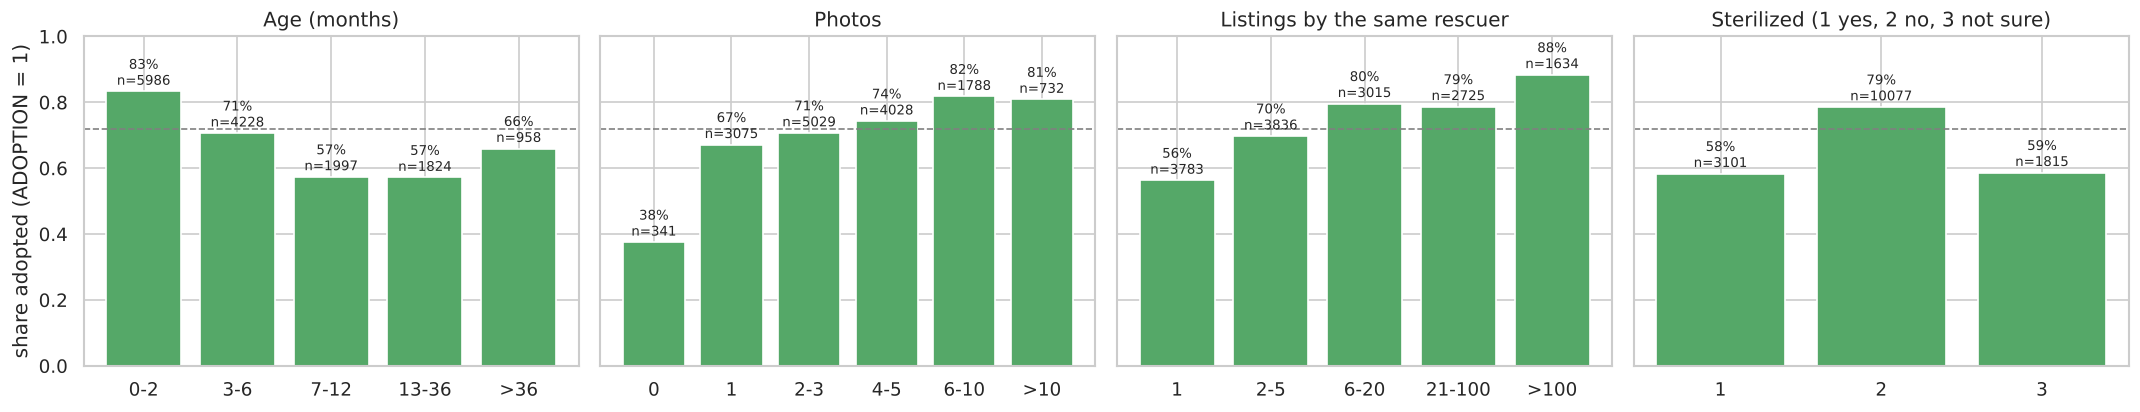 Age (months)
share adopted (ADOPTION = 1)
1.0
0.8
0.6
0.4
0.2
0.0
83%
n=5986
71%
n=4228
57%
n=1997
57%
n=1824
66%
n=958
0-2
3-6
7-12
13-36
>36
Photos
38%
n=341
67%
n=3075
71%
n=5029
74%
n=4028
82%
n=1788
81%
n=732
0
1
2-3
4-5
6-10
>10
Listings by the same rescuer
56%
n=3783
70%
n=3836
80%
n=3015
79%
n=2725
88%
n=1634
1
2-5
6-20
21-100
>100
Sterilized (1 yes, 2 no, 3 not sure)
58%
n=3101
79%
n=10077
59%
n=1815
1
2
3